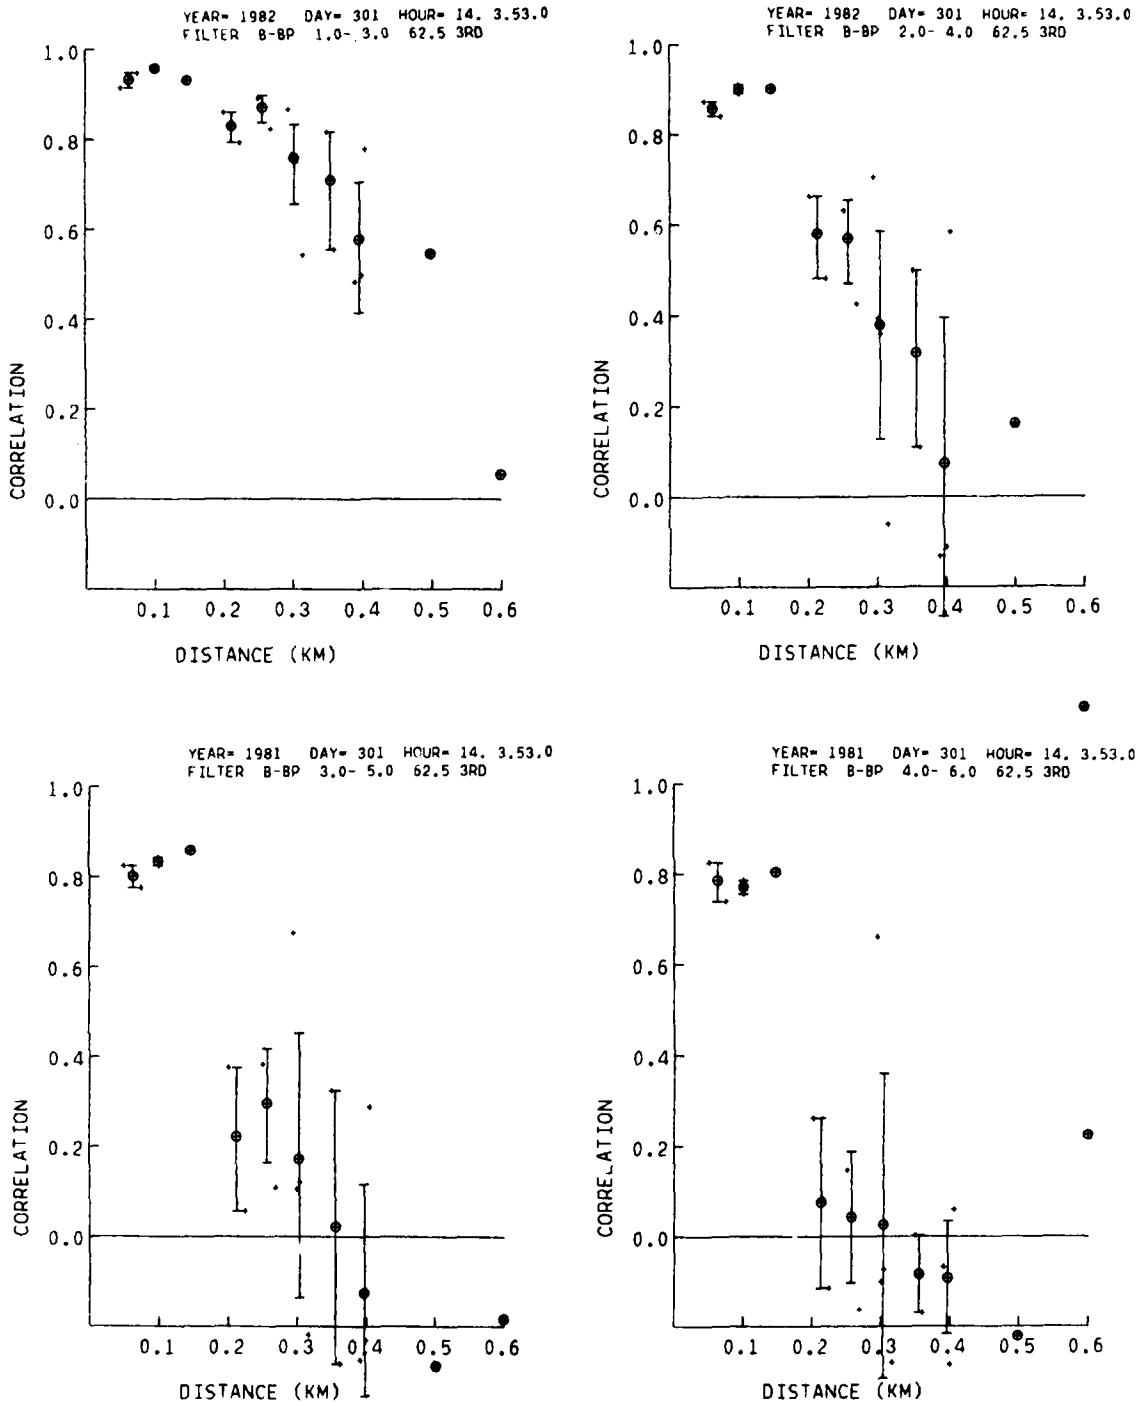 YEAR= 1982 DAY= 301 HOUR= 14. 3.53.0
FILTER B-BP 1.0- 3.0 62.5 3RD
1.0
0.8
0.6
0.4
0.2
0.0
CORRELATION
0.1 0.2 0.3 0.4 0.5 0.6
DISTANCE (KM)
YEAR= 1982 DAY= 301 HOUR= 14. 3.53.0
FILTER B-BP 2.0- 4.0 62.5 3RD
1.0
0.8
0.6
0.4
0.2
0.0
CORRELATION
0.1 0.2 0.3 0.4 0.5 0.6
DISTANCE (KM)
YEAR= 1981 DAY= 301 HOUR= 14. 3.53.0
FILTER B-BP 3.0- 5.0 62.5 3RD
1.0
0.8
0.6
0.4
0.2
0.0
CORRELATION
0.1 0.2 0.3 0.4 0.5 0.6
DISTANCE (KM)
YEAR= 1981 DAY= 301 HOUR= 14. 3.53.0
FILTER B-BP 4.0- 6.0 62.5 3RD
1.0
0.8
0.6
0.4
0.2
0.0
CORRELATION
0.1 0.2 0.3 0.4 0.5 0.6
DISTANCE (KM)